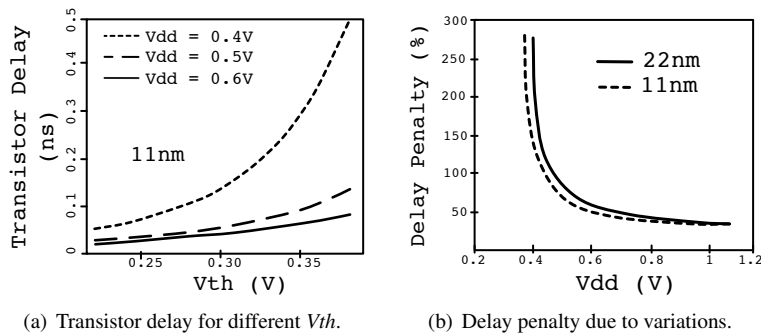 0.5
0.4
0.3
0.2
0.1
0
Transistor Delay
(ns)
Vdd = 0.4V
Vdd = 0.5V
Vdd = 0.6V
11nm
0.25
0.30
0.35
Vth (V)
(a) Transistor delay for different Vth.
300
250
200
150
100
50
Delay Penalty (%)
22nm
11nm
0.2
0.4
0.6
0.8
1
1.2
Vdd (V)
(b) Delay penalty due to variations.